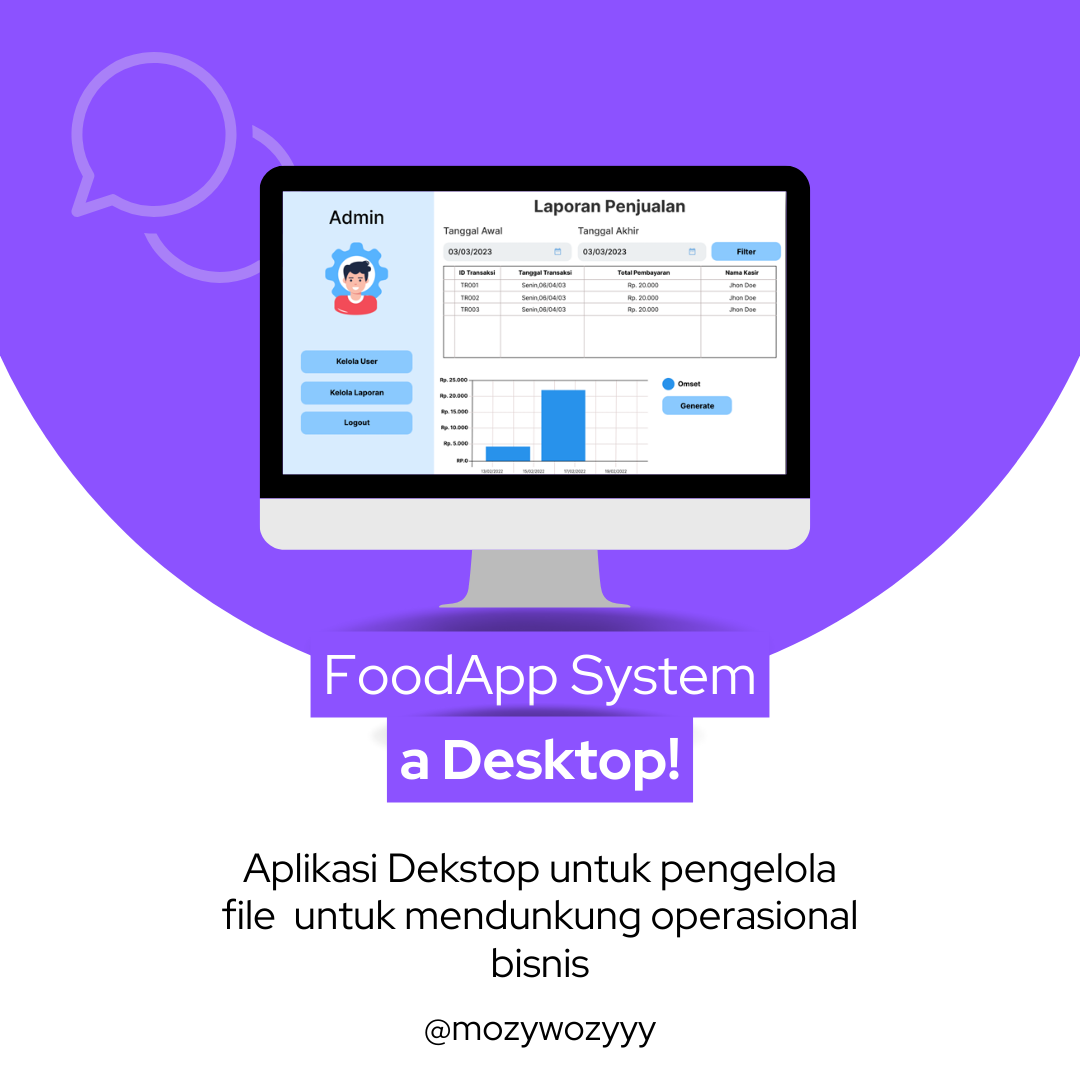 Admin
Kelola User
Kelola Laporan
Logout
Laporan Penjualan
Tanggal Awal Tanggal Akhir
03/03/2023 03/03/2023 Filter
ID Transaksi Tanggal Transaksi Total Pembayaran Nama Kasir
TR001 Senin,06/04/03 Rp. 20.000 Jhon Doe
TR002 Senin,06/04/03 Rp. 20.000 Jhon Doe
TR003 Senin,06/04/03 Rp. 20.000 Jhon Doe
Rp. 25.000
Rp. 20.000
Rp. 15.000
Rp. 10.000
Rp. 5.000
RP.0
13/02/2022 15/02/2022 17/02/2022 19/02/2022
Omset
Generate
FoodApp System
a Desktop!
Aplikasi Dekstop untuk pengelola
file untuk mendunkung operasional
bisnis
@mozywozyyy